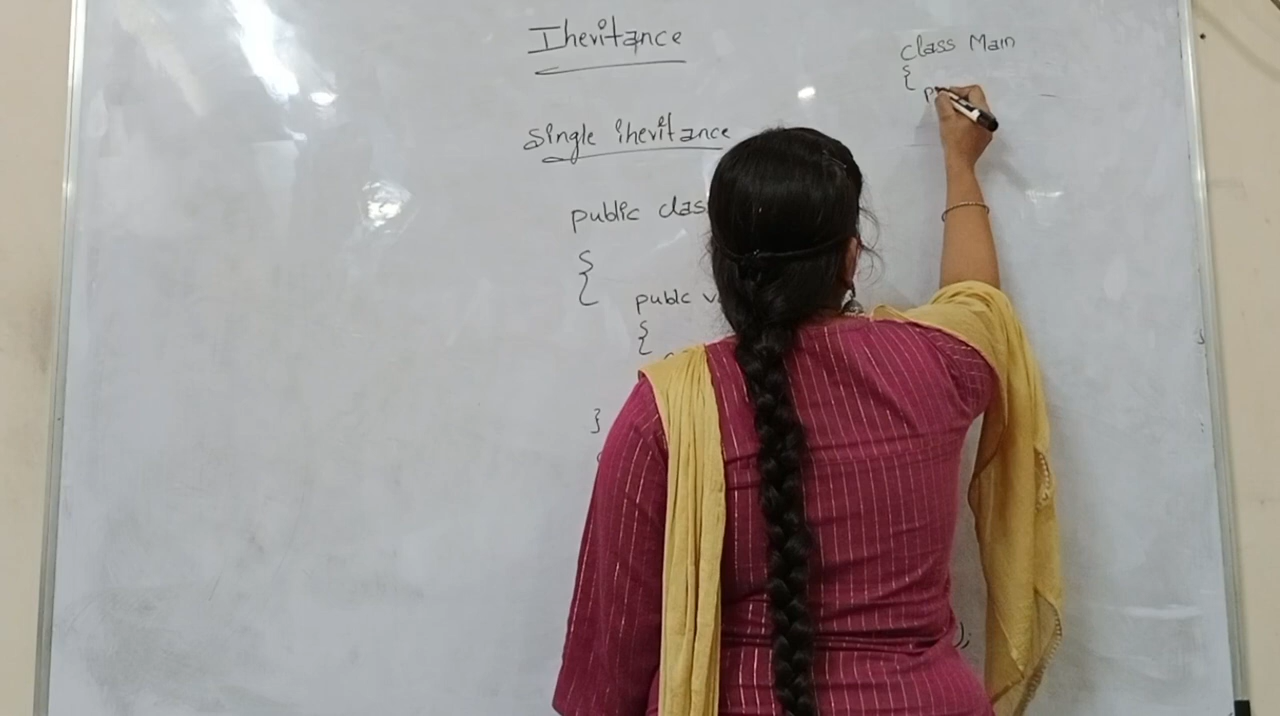 Iheritance
single iheritance
public clas
{
publc v
{
}
class Main
{
p
);